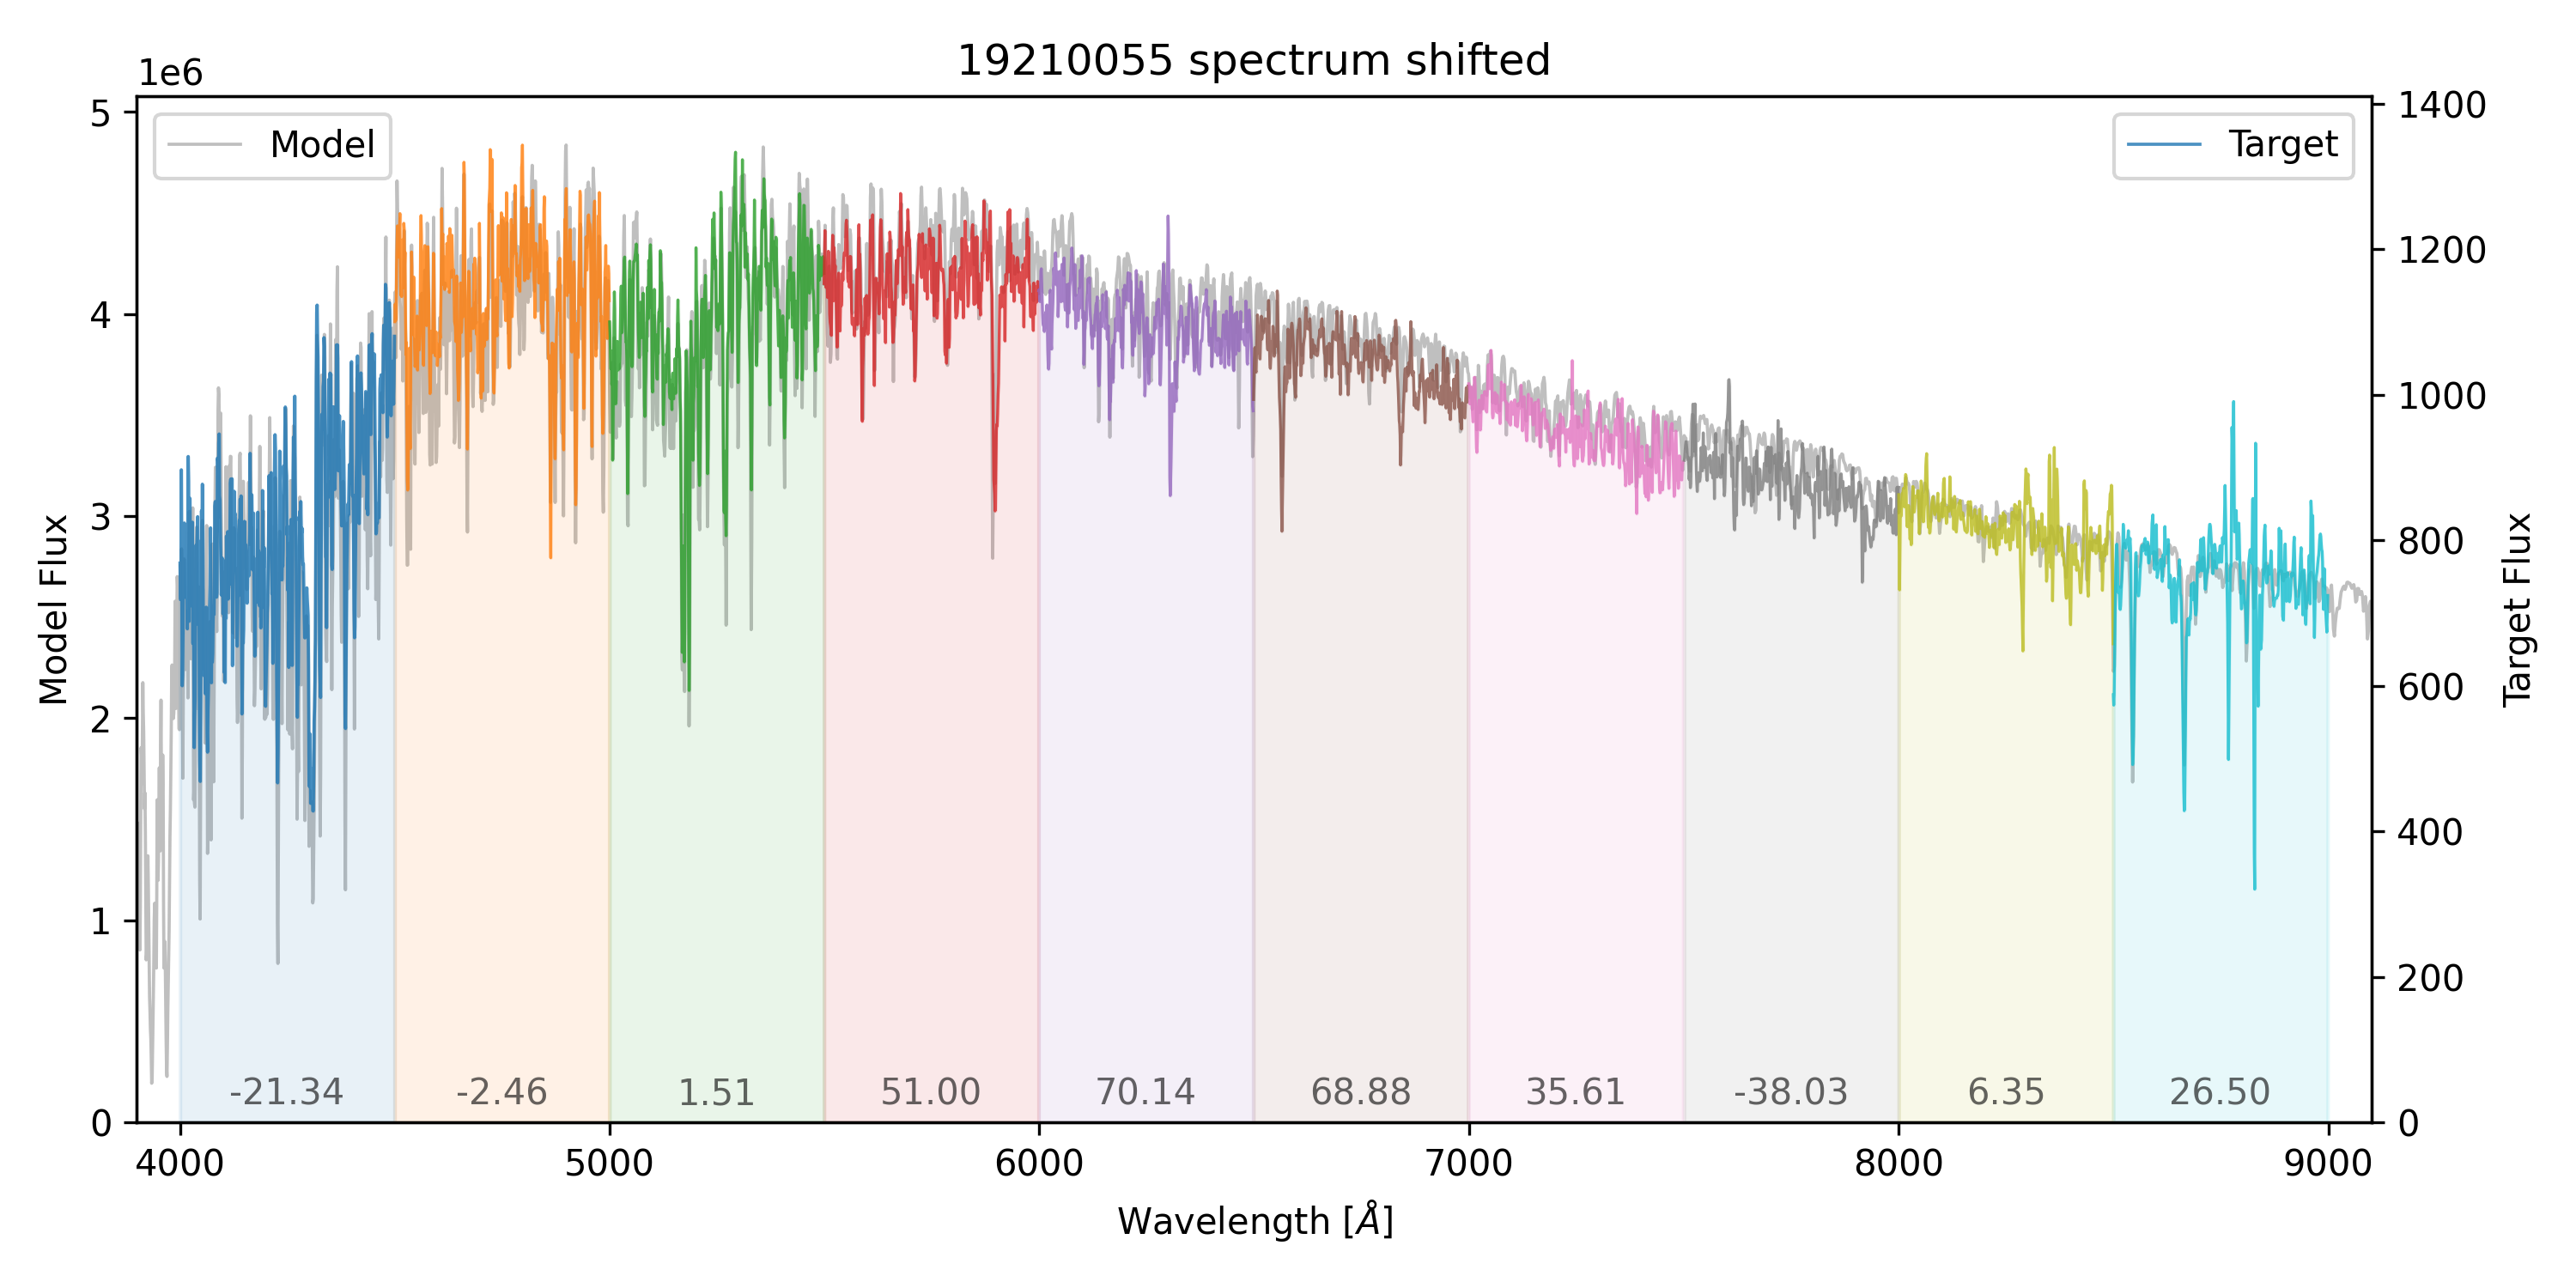 19210055 spectrum shifted
1e6
Model
Target
5
4
3
2
1
0
Model Flux
1400
1200
1000
800
600
400
200
0
Target Flux
-21.34 -2.46 1.51 51.00 70.14 68.88 35.61 -38.03 6.35 26.50
4000 5000 6000 7000 8000 9000
Wavelength [Å]